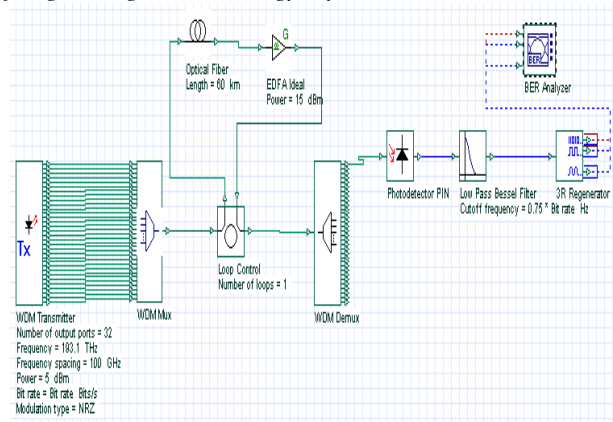 G
Optical Fiber
Length = 60 km
EDFA Ideal
Power = 15 dBm
BER
BER Analyzer
Photodetector PIN
Low Pass Bessel Filter
Cutoff frequency = 0.75 * Bit rate Hz
3R Regenerator
Tx
Loop Control
Number of loops = 1
WDM Transmitter
Number of output ports = 32
Frequency = 193.1 THz
Frequency spacing = 100 GHz
Power = 5 dBm
Bit rate = Bit rate Bits/s
Modulation type = NRZ
WDM Mux
WDM Demux